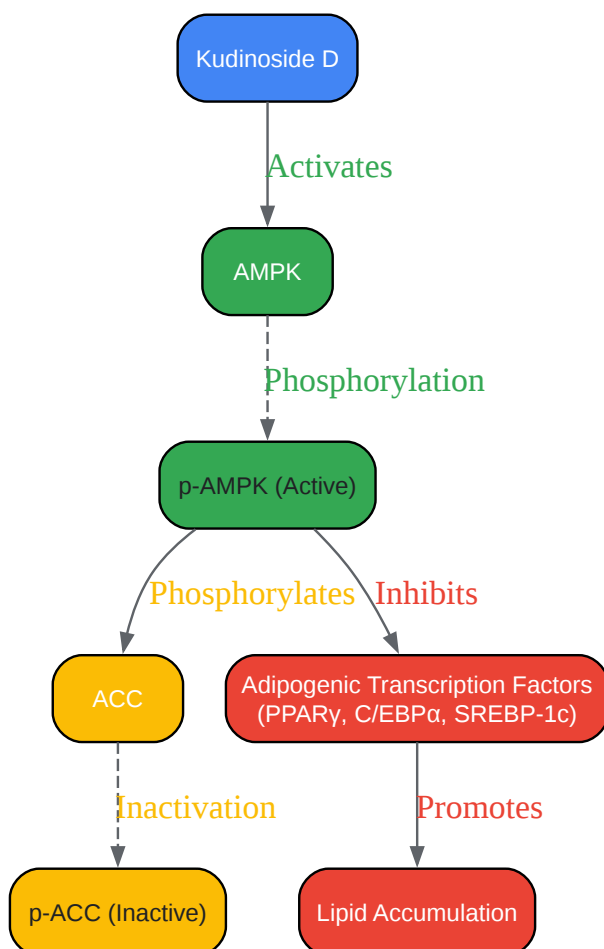 Kudinoside D
Activates
AMPK
Phosphorylation
p-AMPK (Active)
Phosphorylates
Inhibits
ACC
Adipogenic Transcription Factors
(PPARγ, C/EBPα, SREBP-1c)
Inactivation
Promotes
p-ACC (Inactive)
Lipid Accumulation